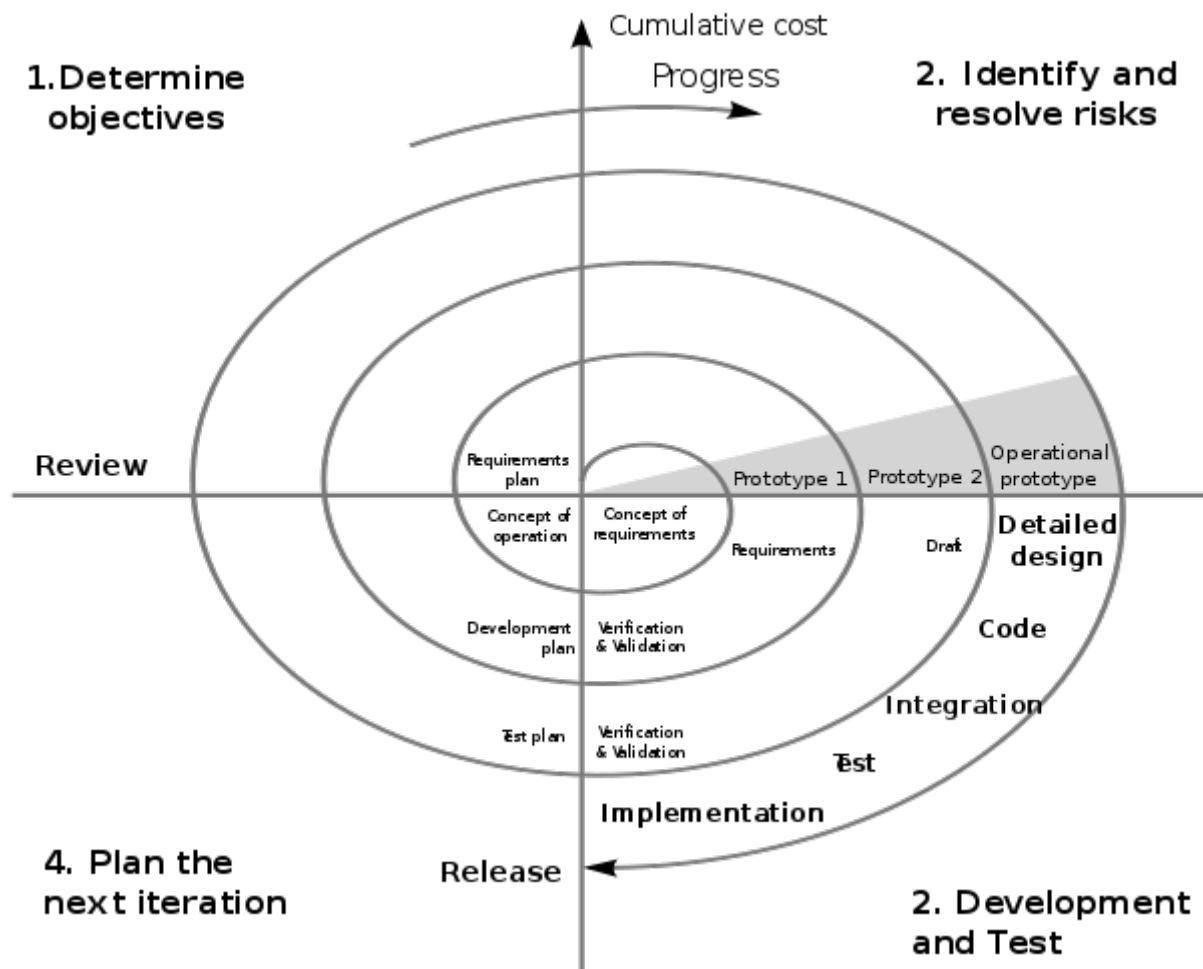 Cumulative cost
Progress
1.Determine
objectives
2. Identify and
resolve risks
Review
Requirements
plan
Prototype 1
Prototype 2
Operational
prototype
Concept of
operation
Concept of
requirements
Requirements
Draft
Detailed
design
Development
plan
Verification
& Validation
Code
Integration
Test plan
Verification
& Validation
Test
Implementation
Release
4. Plan the
next iteration
2. Development
and Test